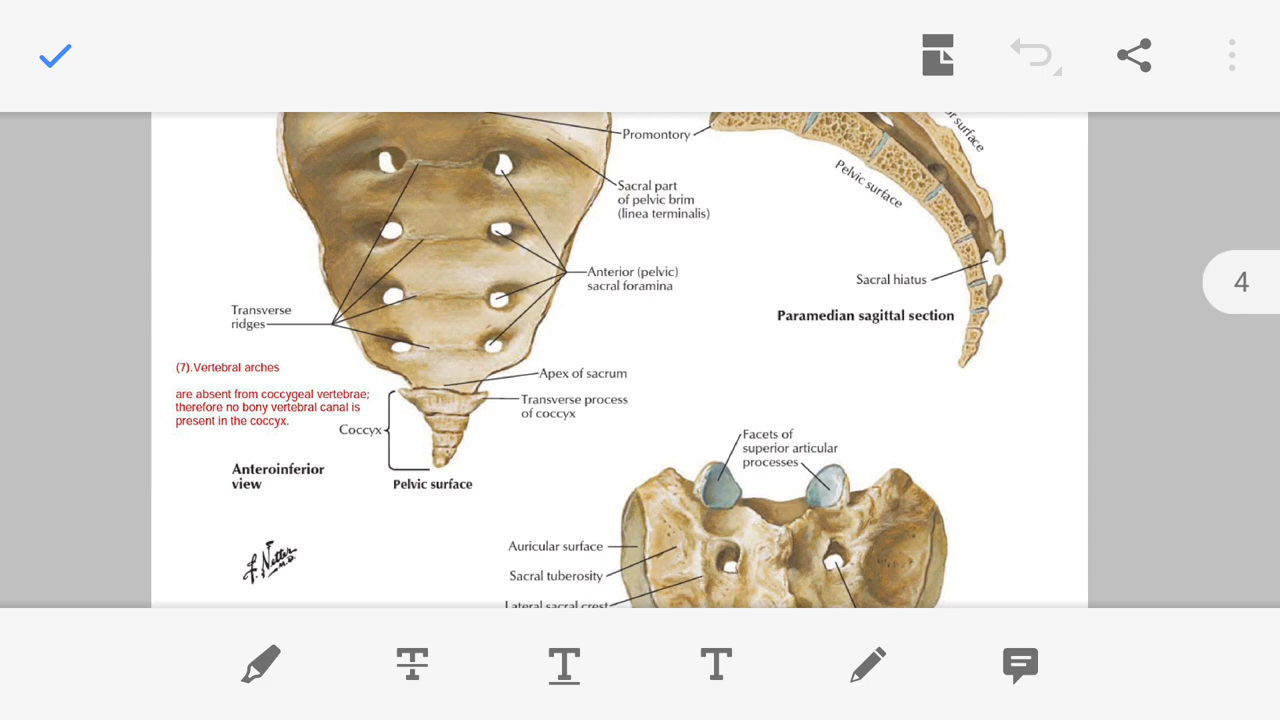 Promontory
or surface
Pelvic surface
Sacral part
of pelvic brim
(linea terminalis)
Anterior (pelvic)
sacral foramina
Sacral hiatus
4
Transverse
ridges
Paramedian sagittal section
(7).Vertebral arches
are absent from coccygeal vertebrae;
therefore no bony vertebral canal is
present in the coccyx.
Apex of sacrum
Transverse process
of coccyx
Coccyx
Anteroinferior
view
Pelvic surface
Facets of
superior articular
processes
F. Netter
M.D.
Auricular surface
Sacral tuberosity
Lateral sacral crest